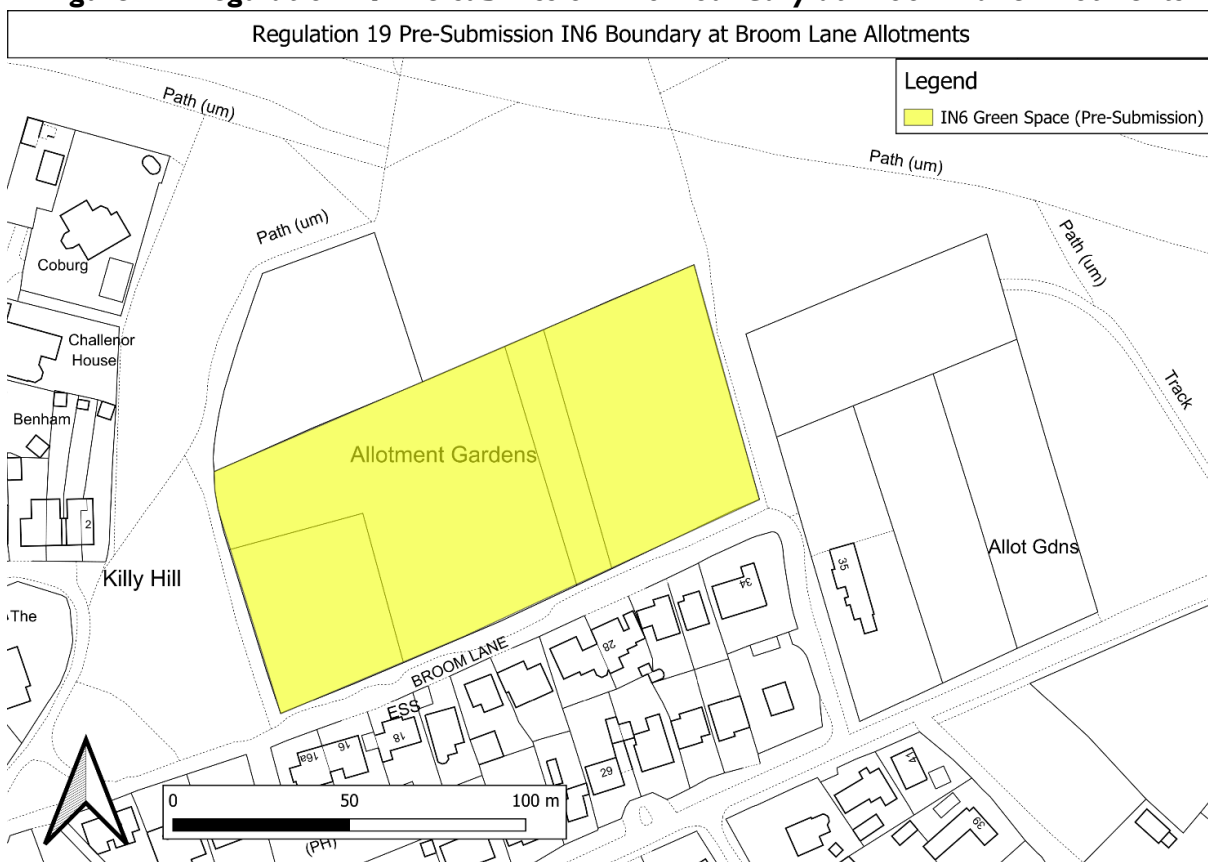 Regulation 19 Pre-Submission IN6 Boundary at Broom Lane Allotments
Legend
IN6 Green Space (Pre-Submission)
Path (um)
Path (um)
Path (um)
Path (um)
Coburg
Challenor
House
Benham
2
Track
Allotment Gardens
Allot Gdns
35
Killy Hill
The
34
28
BROOM LANE
ESS
18
16
16a
29
41
39
0 50 100 m
(PH)